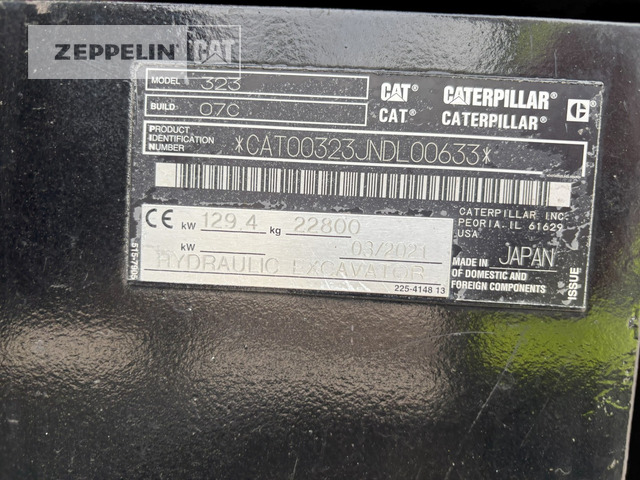 ZEPPELIN CAT
MODEL 323
BUILD 07C
CAT® CATERPILLAR®
CAT® CATERPILLAR®
PRODUCT IDENTIFICATION NUMBER *CAT00323JNDL00633*
CE kW 129.4 kg 22800
kW 03/2021
HYDRAULIC EXCAVATOR
225-4148 13
515-7905
CATERPILLAR INC.
PEORIA, IL 61629
USA
MADE IN JAPAN
OF DOMESTIC AND
FOREIGN COMPONENTS
ISSUE